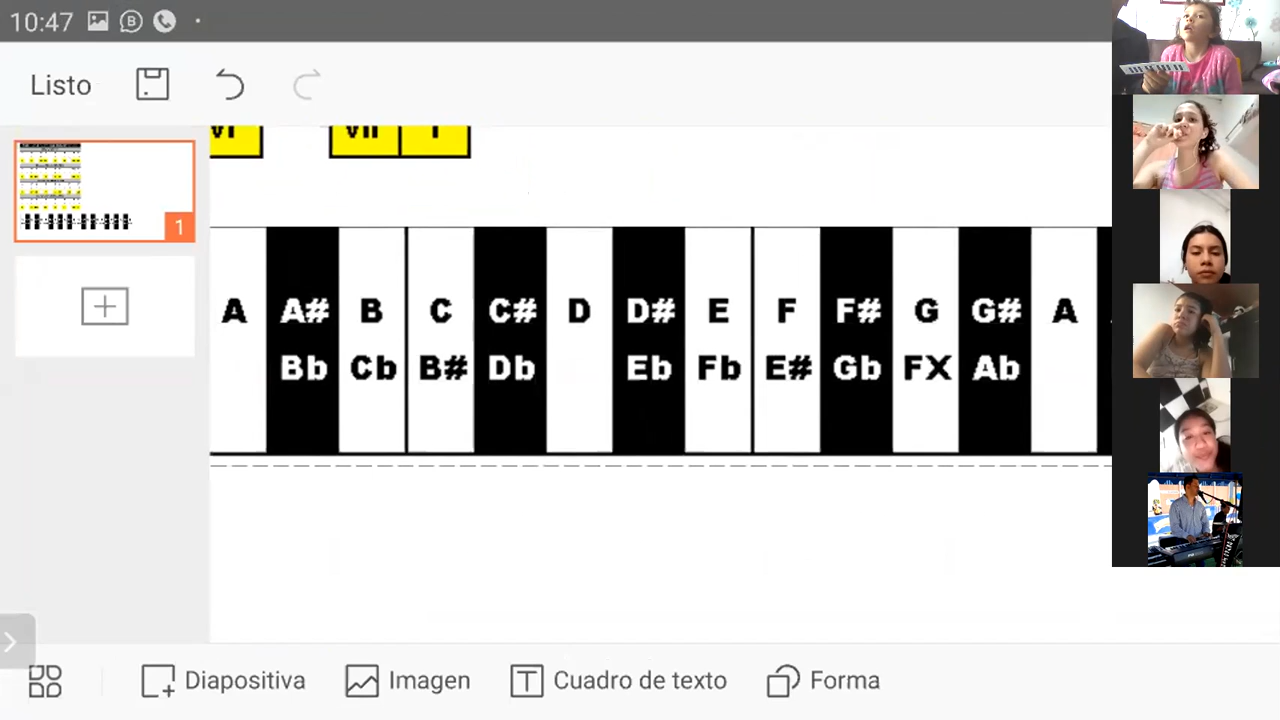 10:47
Listo
VI VII I
1
A A# B C C# D D# E F F# G G# A
Bb Cb B# Db Eb Fb E# Gb FX Ab
Diapositiva Imagen Cuadro de texto Forma